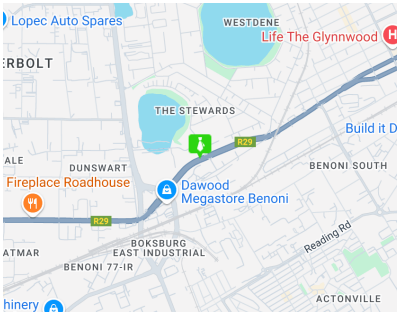 WESTDENE
Lopec Auto Spares
Life The Glynnwood
H
ERBOLT
THE STEWARDS
Build it D
R29
ALE
DUNSWART
BENONI SOUTH
Fireplace Roadhouse
Dawood
Megastore Benoni
R29
Reading Rd
BOKSBURG
EAST INDUSTRIAL
ATMAR
BENONI 77-IR
ACTONVILLE
hinery